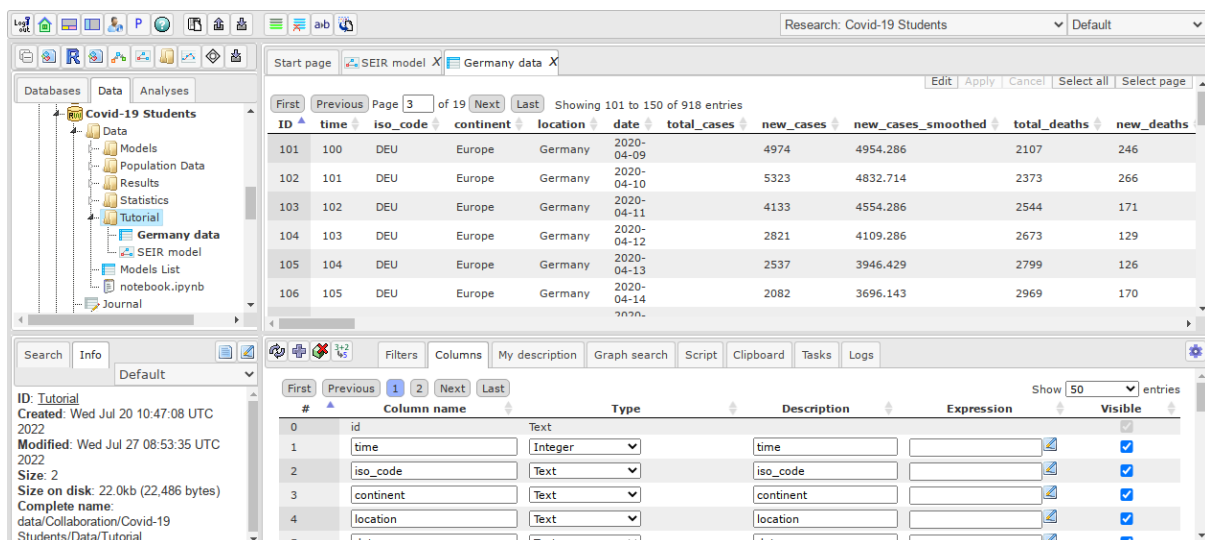 Log out P ab Research: Covid-19 Students Default
R
Start page SEIR model X Germany data X
Databases Data Analyses
Edit Apply Cancel Select all Select page
Covid-19 Students
Data
Models
Population Data
Results
Statistics
Tutorial
Germany data
SEIR model
Models List
notebook.ipynb
Journal
First Previous Page 3 of 19 Next Last Showing 101 to 150 of 918 entries
ID time iso_code continent location date total_cases new_cases new_cases_smoothed total_deaths new_deaths
101 100 DEU Europe Germany 2020-04-09 4974 4954.286 2107 246
102 101 DEU Europe Germany 2020-04-10 5323 4832.714 2373 266
103 102 DEU Europe Germany 2020-04-11 4133 4554.286 2544 171
104 103 DEU Europe Germany 2020-04-12 2821 4109.286 2673 129
105 104 DEU Europe Germany 2020-04-13 2537 3946.429 2799 126
106 105 DEU Europe Germany 2020-04-14 2082 3696.143 2969 170
2020-
Search Info
Default
ID: Tutorial
Created: Wed Jul 20 10:47:08 UTC
2022
Modified: Wed Jul 27 08:53:35 UTC
2022
Size: 2
Size on disk: 22.0kb (22,486 bytes)
Complete name:
data/Collaboration/Covid-19
Students/Data/Tutorial
3+2 5 Filters Columns My description Graph search Script Clipboard Tasks Logs
First Previous 1 2 Next Last Show 50 entries
# Column name Type Description Expression Visible
0 id Text
1 time Integer time
2 iso_code Text iso_code
3 continent Text continent
4 location Text location